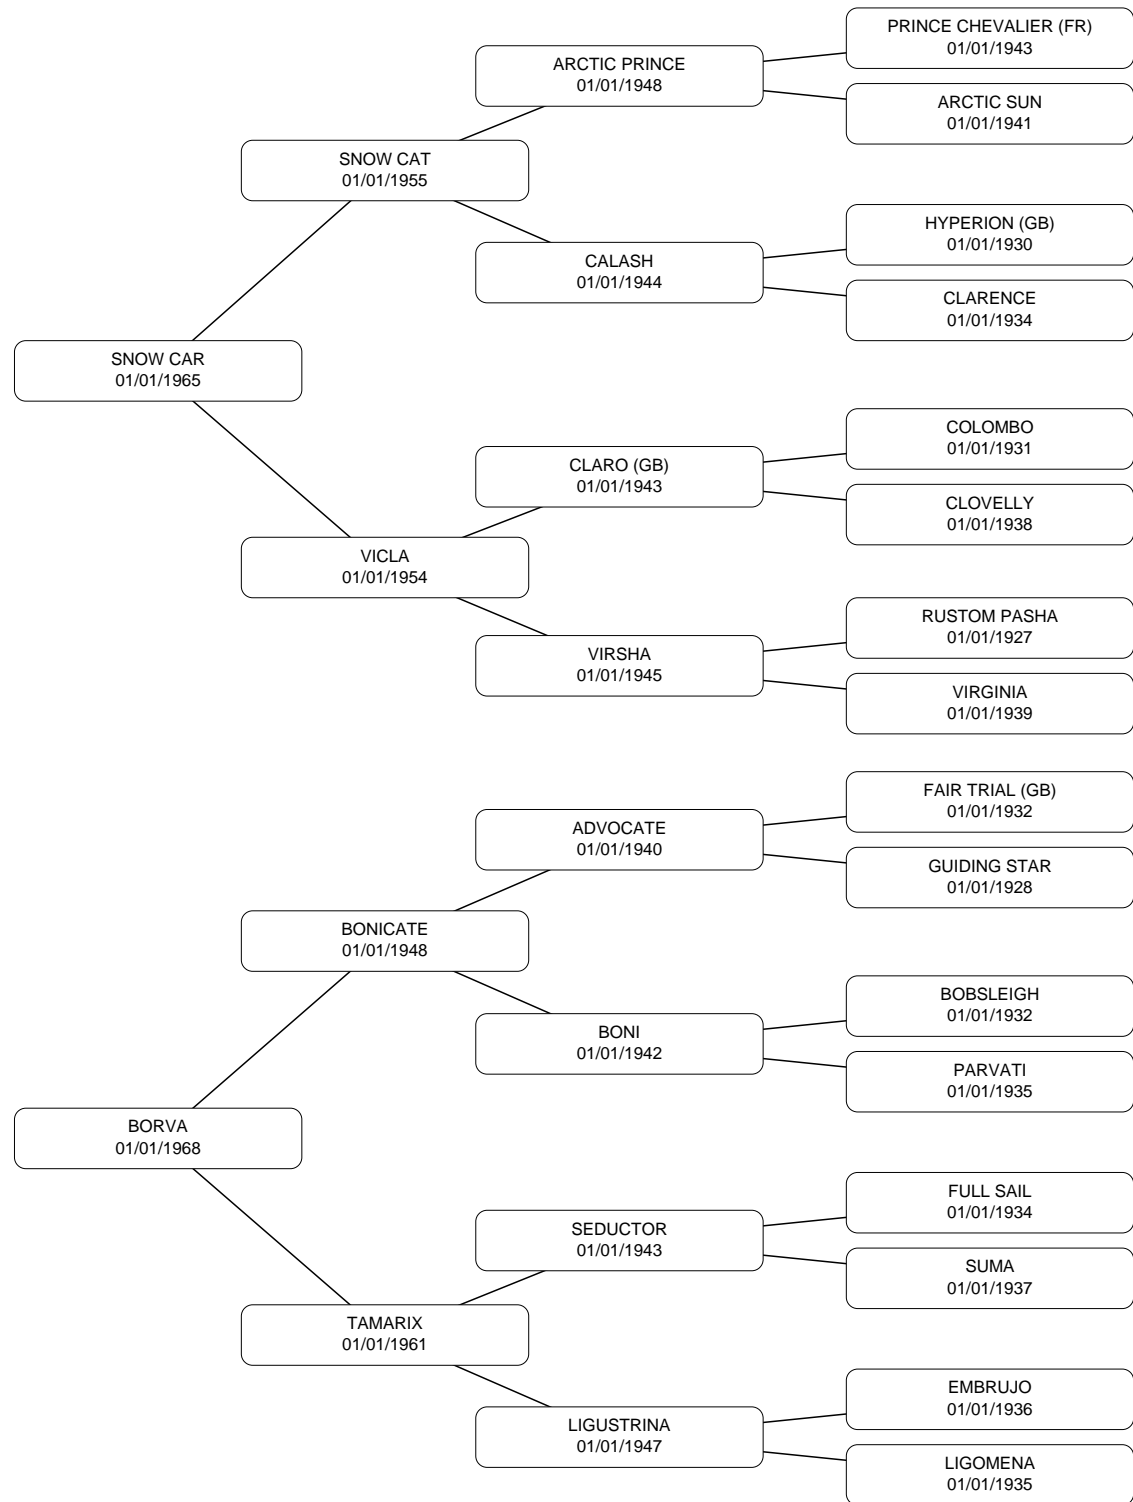 PRINCE CHEVALIER (FR)
01/01/1943
ARCTIC PRINCE
01/01/1948
ARCTIC SUN
01/01/1941
SNOW CAT
01/01/1955
HYPERION (GB)
01/01/1930
CALASH
01/01/1944
CLARENCE
01/01/1934
SNOW CAR
01/01/1965
COLOMBO
01/01/1931
CLARO (GB)
01/01/1943
CLOVELLY
01/01/1938
VICLA
01/01/1954
RUSTOM PASHA
01/01/1927
VIRSHA
01/01/1945
VIRGINIA
01/01/1939
FAIR TRIAL (GB)
01/01/1932
ADVOCATE
01/01/1940
GUIDING STAR
01/01/1928
BONICATE
01/01/1948
BOBSLEIGH
01/01/1932
BONI
01/01/1942
PARVATI
01/01/1935
BORVA
01/01/1968
FULL SAIL
01/01/1934
SEDUCTOR
01/01/1943
SUMA
01/01/1937
TAMARIX
01/01/1961
EMBRUJO
01/01/1936
LIGUSTRINA
01/01/1947
LIGOMENA
01/01/1935